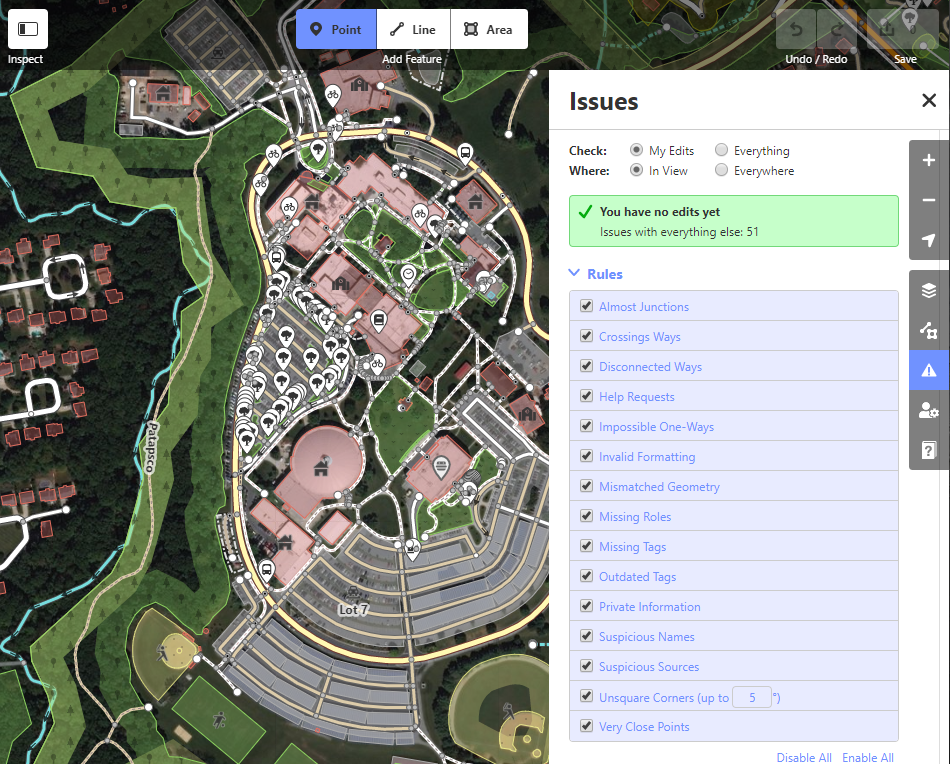 Point
Line
Area
Inspect
Add Feature
Undo / Redo
Save
Issues
Check:
My Edits
Everything
Where:
In View
Everywhere
You have no edits yet
Issues with everything else: 51
Rules
Almost Junctions
Crossings Ways
Disconnected Ways
Help Requests
Impossible One-Ways
Invalid Formatting
Mismatched Geometry
Missing Roles
Missing Tags
Outdated Tags
Private Information
Suspicious Names
Suspicious Sources
Unsquare Corners (up to 5 °)
Very Close Points
Disable All Enable All
Patapsco
Lot 7